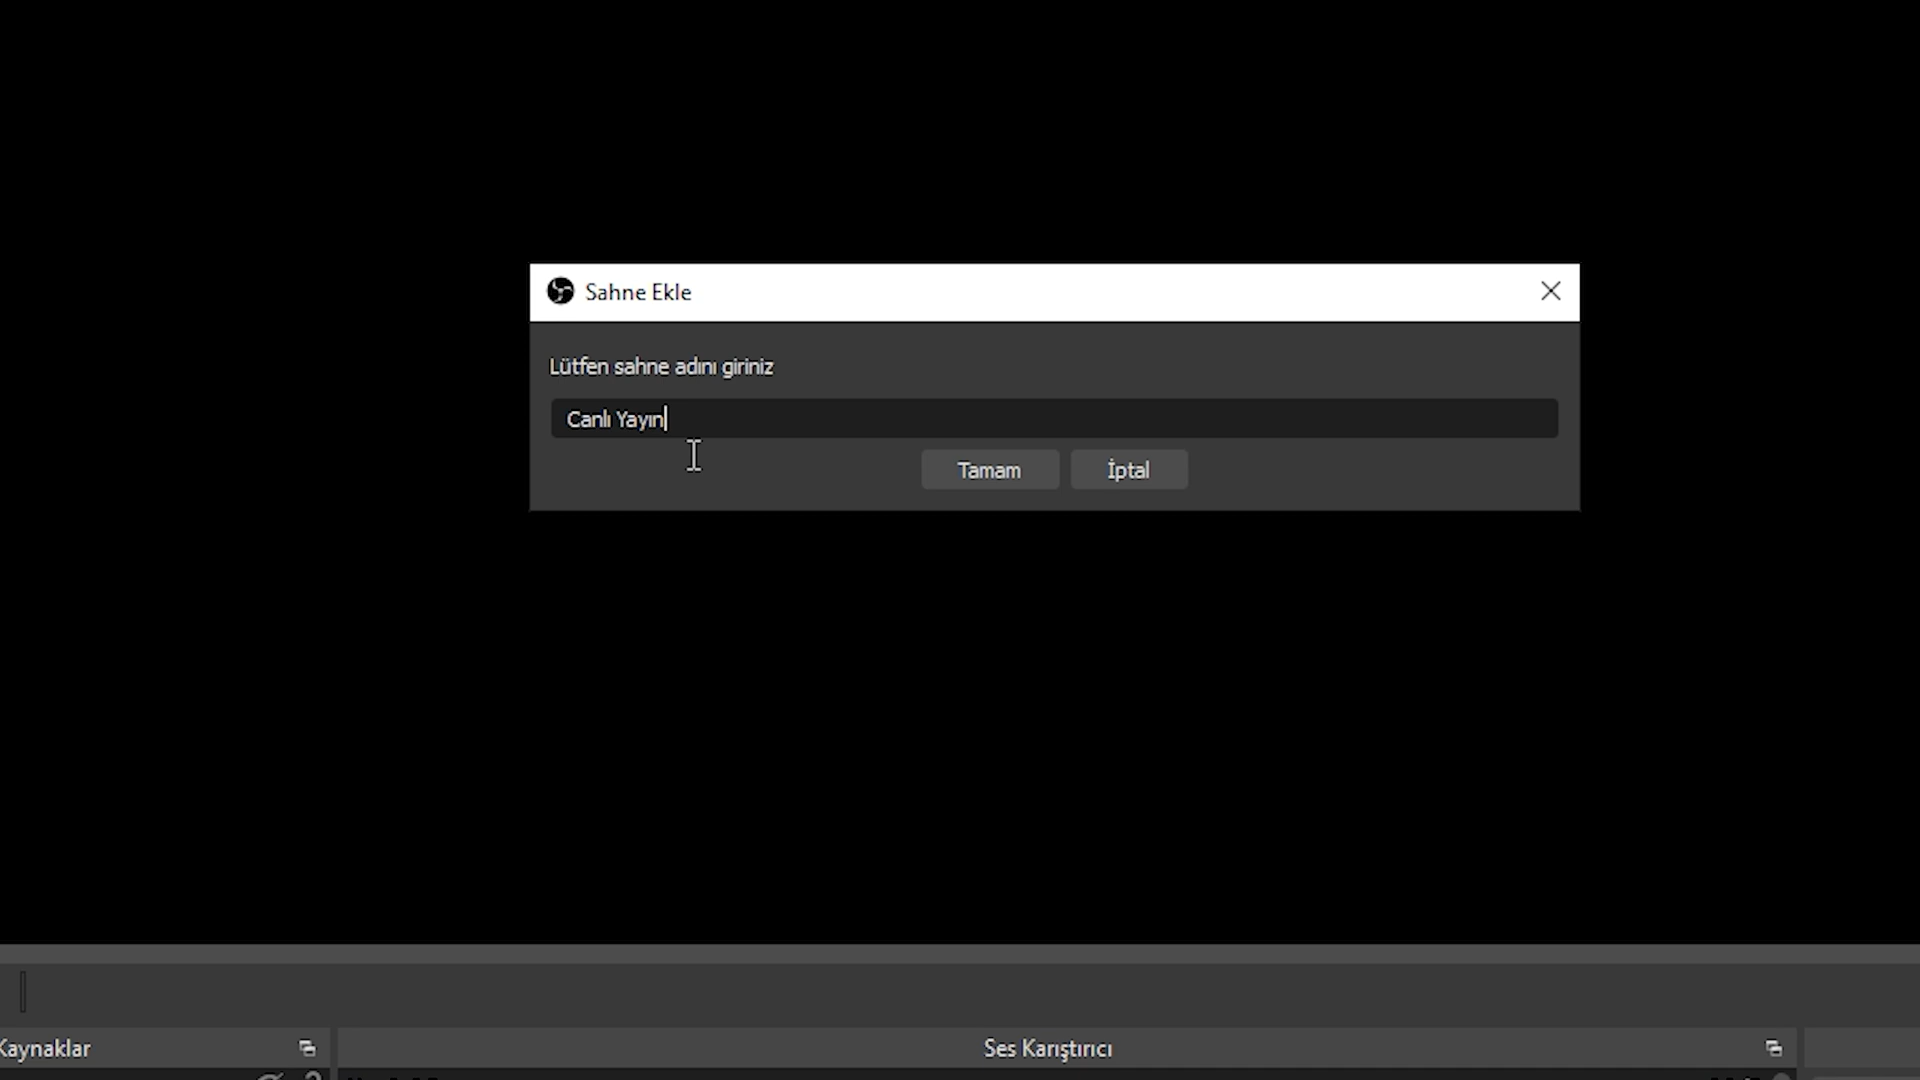 Sahne Ekle
Lütfen sahne adını giriniz
Canlı Yayın
Tamam İptal
Kaynaklar
Ses Karıştırıcı